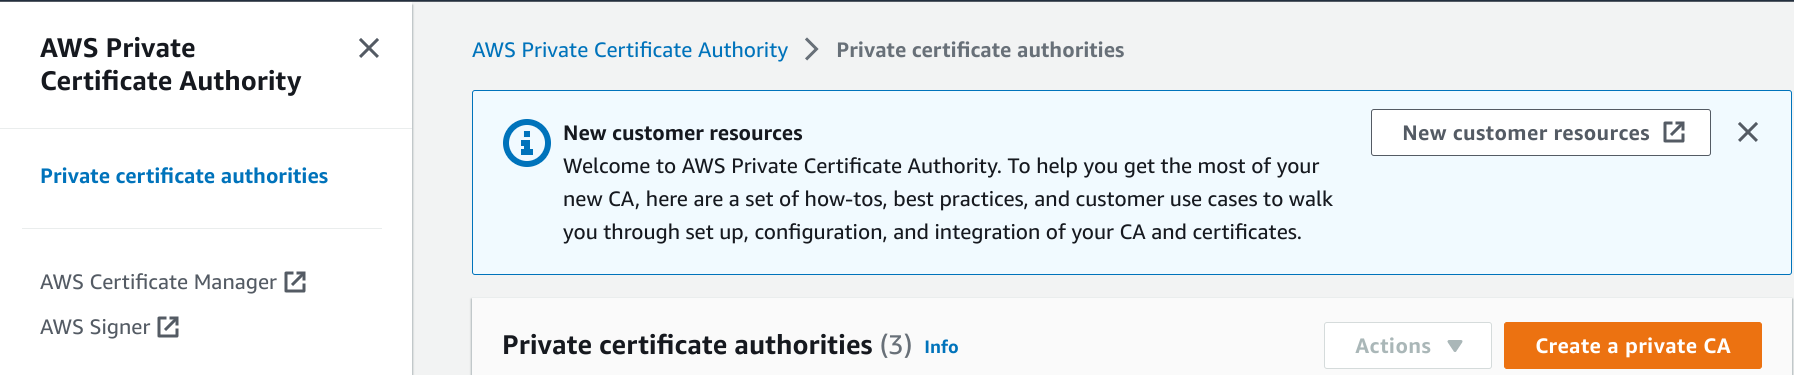 AWS Private
Certificate Authority
Private certificate authorities
AWS Certificate Manager
AWS Signer
AWS Private Certificate Authority
Private certificate authorities
New customer resources
Welcome to AWS Private Certificate Authority. To help you get the most of your
new CA, here are a set of how-tos, best practices, and customer use cases to walk
you through set up, configuration, and integration of your CA and certificates.
New customer resources
Private certificate authorities (3) Info
Actions
Create a private CA